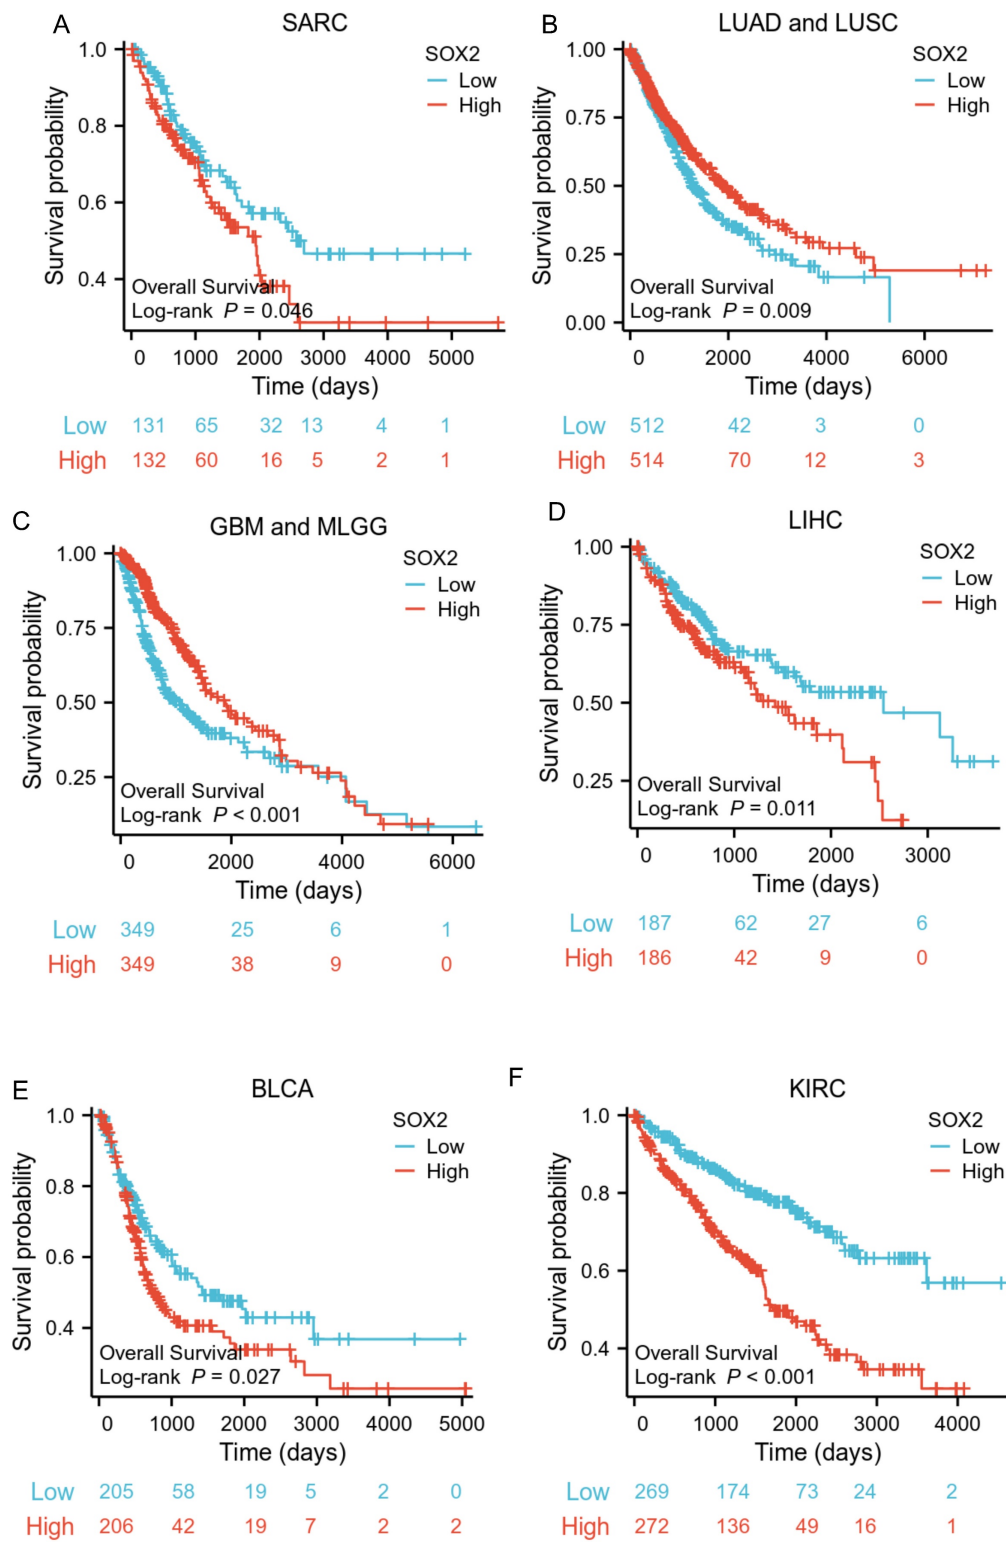 A
SARC
SOX2
Low
High
1.0
0.8
0.6
0.4
Survival probability
Overall Survival
Log-rank P = 0.046
0 1000 2000 3000 4000 5000
Time (days)
Low 131 65 32 13 4 1
High 132 60 16 5 2 1
B
LUAD and LUSC
SOX2
Low
High
1.00
0.75
0.50
0.25
0.00
Survival probability
Overall Survival
Log-rank P = 0.009
0 2000 4000 6000
Time (days)
Low 512 42 3 0
High 514 70 12 3
C
GBM and MLGG
SOX2
Low
High
1.00
0.75
0.50
0.25
Survival probability
Overall Survival
Log-rank P < 0.001
0 2000 4000 6000
Time (days)
Low 349 25 6 1
High 349 38 9 0
D
LIHC
SOX2
Low
High
1.00
0.75
0.50
0.25
Survival probability
Overall Survival
Log-rank P = 0.011
0 1000 2000 3000
Time (days)
Low 187 62 27 6
High 186 42 9 0
E
BLCA
SOX2
Low
High
1.0
0.8
0.6
0.4
Survival probability
Overall Survival
Log-rank P = 0.027
0 1000 2000 3000 4000 5000
Time (days)
Low 205 58 19 5 2 0
High 206 42 19 7 2 2
F
KIRC
SOX2
Low
High
1.0
0.8
0.6
0.4
Survival probability
Overall Survival
Log-rank P < 0.001
0 1000 2000 3000 4000
Time (days)
Low 269 174 73 24 2
High 272 136 49 16 1